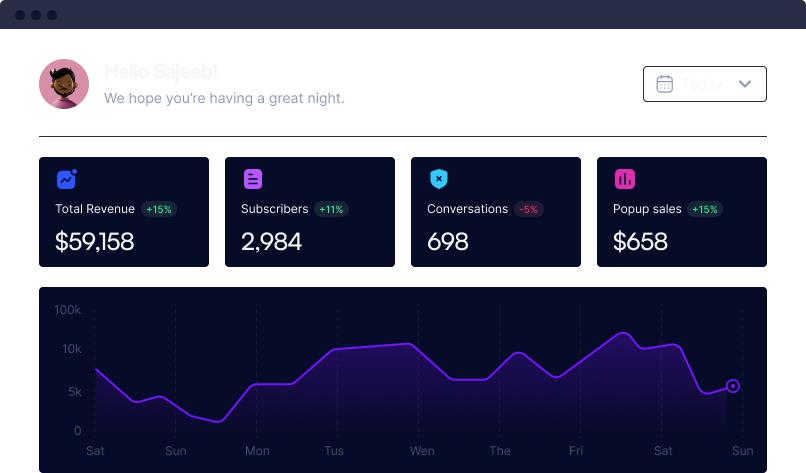 Hello Sajeeb!
We hope you're having a great night.
Today
Total Revenue +15%
$59,158
Subscribers +11%
2,984
Conversations -5%
698
Popup sales +15%
$658
100k
10k
5k
0
Sat Sun Mon Tus Wen The Fri Sat Sun